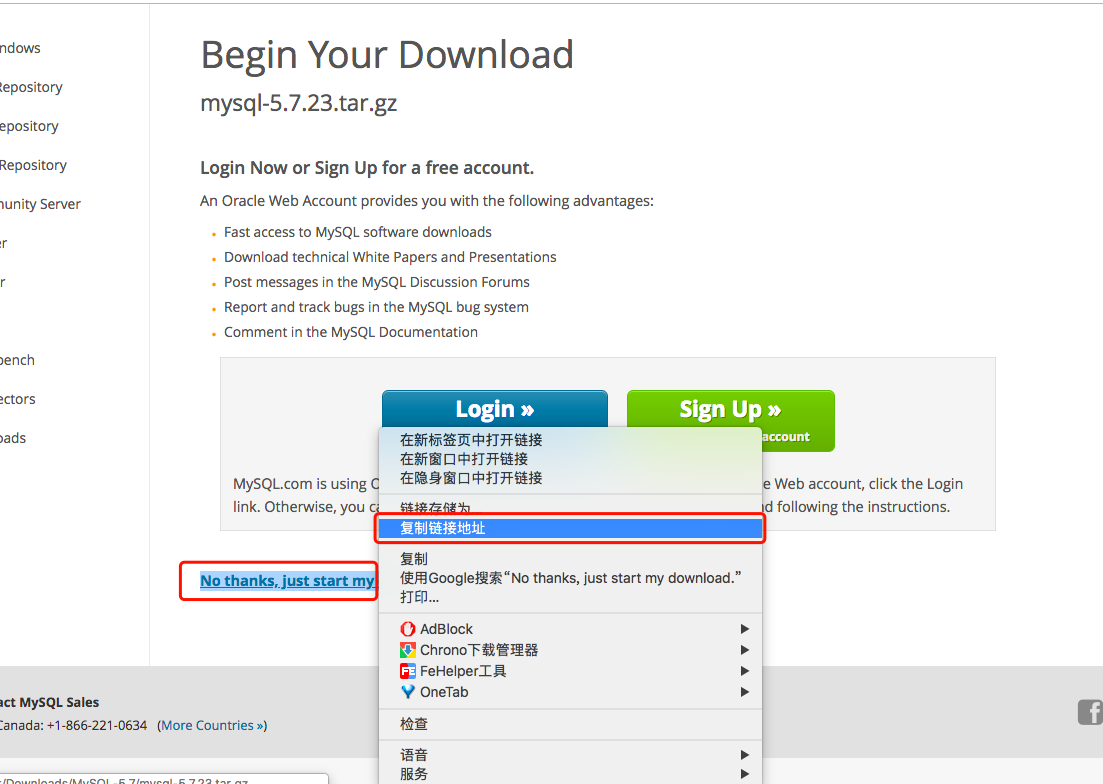 ndows
Repository
epository
Repository
munity Server
er
r
bench
ectors
oads
Begin Your Download
mysql-5.7.23.tar.gz
Login Now or Sign Up for a free account.
An Oracle Web Account provides you with the following advantages:
Fast access to MySQL software downloads
Download technical White Papers and Presentations
Post messages in the MySQL Discussion Forums
Report and track bugs in the MySQL bug system
Comment in the MySQL Documentation
Login »
Sign Up »
account
MySQL.com is using O
e Web account, click the Login
link. Otherwise, you ca
d following the instructions.
No thanks, just start my
在新标签页中打开链接
在新窗口中打开链接
在隐身窗口中打开链接
链接存储为...
复制链接地址
复制
使用Google搜索“No thanks, just start my download.”
打印...
AdBlock
Chrono下载管理器
FeHelper工具
OneTab
检查
语音
服务
act MySQL Sales
Canada: +1-866-221-0634 (More Countries »)
/Downloads/MySQL-5.7/mysql-5.7.23.tar.gz